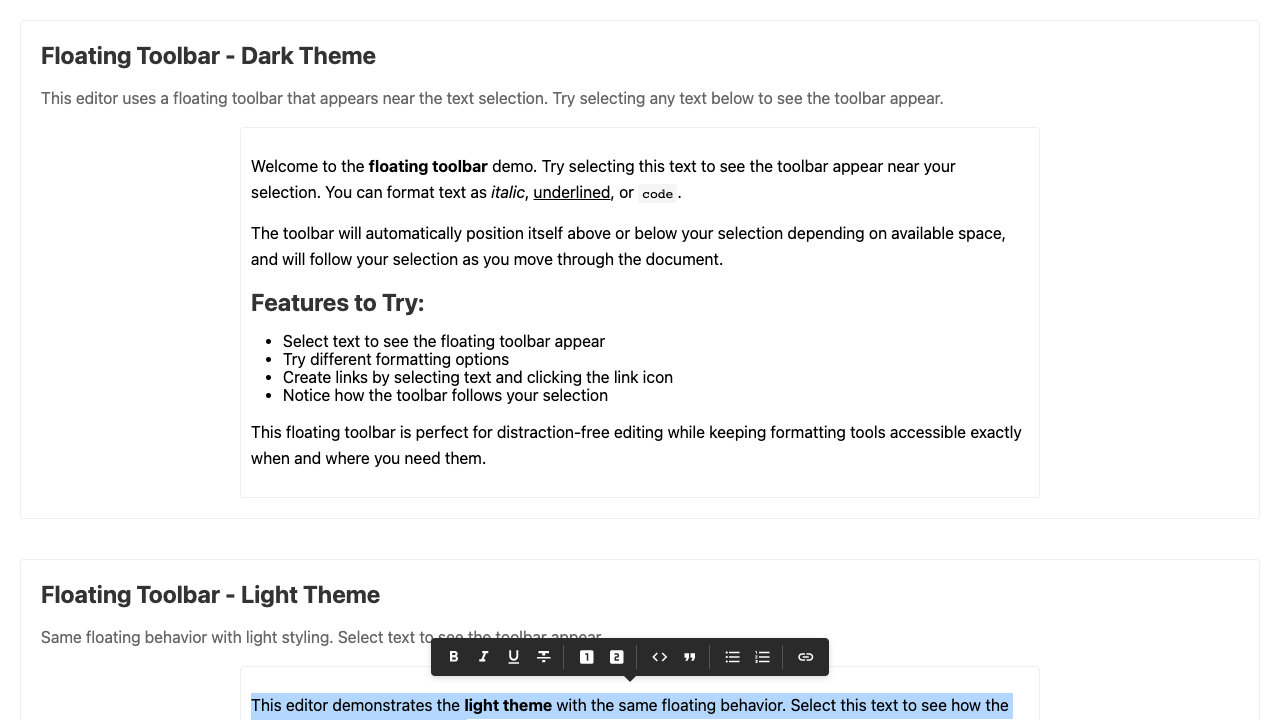 Floating Toolbar - Dark Theme
This editor uses a floating toolbar that appears near the text selection. Try selecting any text below to see the toolbar appear.
Welcome to the floating toolbar demo. Try selecting this text to see the toolbar appear near your
selection. You can format text as italic, underlined, or code.
The toolbar will automatically position itself above or below your selection depending on available space,
and will follow your selection as you move through the document.
Features to Try:
• Select text to see the floating toolbar appear
• Try different formatting options
• Create links by selecting text and clicking the link icon
• Notice how the toolbar follows your selection
This floating toolbar is perfect for distraction-free editing while keeping formatting tools accessible exactly
when and where you need them.
Floating Toolbar - Light Theme
Same floating behavior with light styling. Select text to see the toolbar appear.
This editor demonstrates the light theme with the same floating behavior. Select this text to see how the